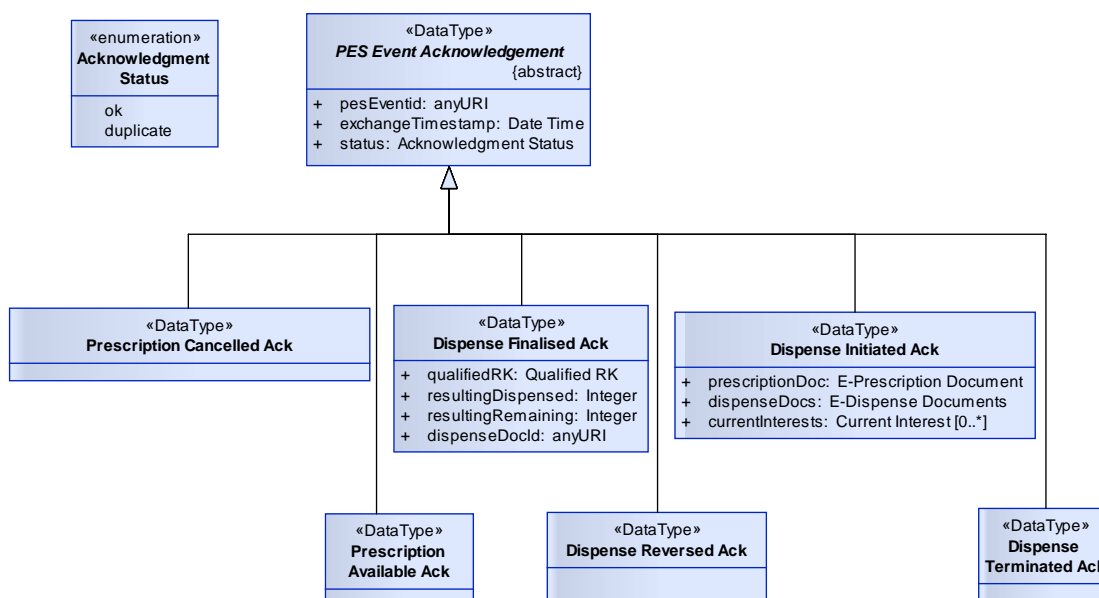 «enumeration»
Acknowledgment
Status
ok
duplicate
«DataType»
PES Event Acknowledgement
{abstract}
+ pesEventid: anyURI
+ exchangeTimestamp: Date Time
+ status: Acknowledgment Status
«DataType»
Prescription Cancelled Ack
«DataType»
Dispense Finalised Ack
+ qualifiedRK: Qualified RK
+ resultingDispensed: Integer
+ resultingRemaining: Integer
+ dispenseDocId: anyURI
«DataType»
Dispense Initiated Ack
+ prescriptionDoc: E-Prescription Document
+ dispenseDocs: E-Dispense Documents
+ currentInterests: Current Interest [0..*]
«DataType»
Prescription
Available Ack
«DataType»
Dispense Reversed Ack
«DataType»
Dispense
Terminated Ack